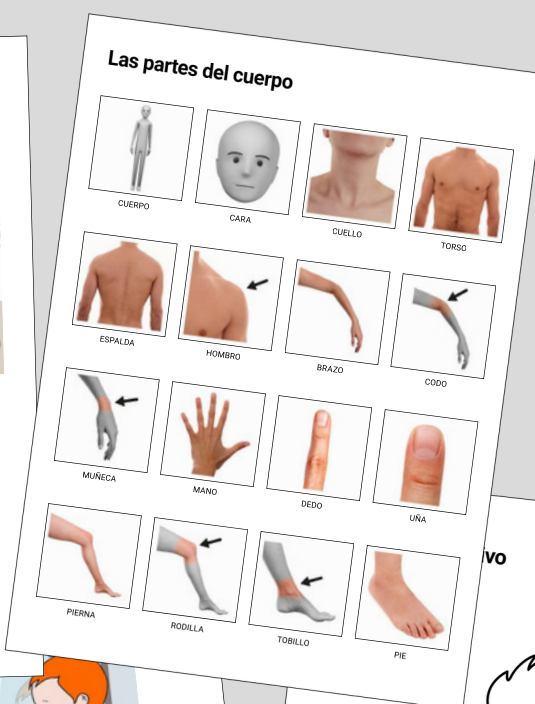 Las partes del cuerpo
CUERPO
CARA
CUELLO
TORSO
ESPALDA
HOMBRO
BRAZO
CODO
MUÑECA
MANO
DEDO
UÑA
PIERNA
RODILLA
TOBILLO
PIE
vo